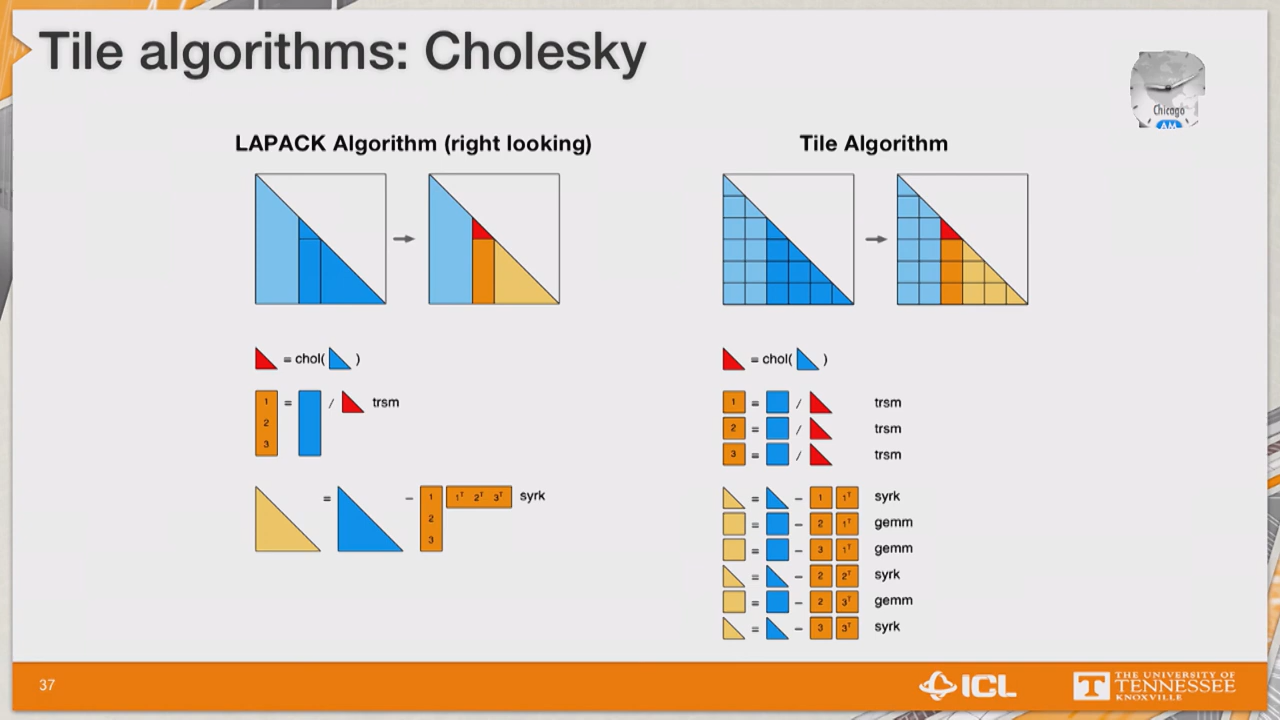 Tile algorithms: Cholesky
Chicago
AM
LAPACK Algorithm (right looking)
= chol( )
1 = / trsm
2
3
= - 1 1ᵀ 2ᵀ 3ᵀ syrk
2
3
Tile Algorithm
= chol( )
1 = / trsm
2 = / trsm
3 = / trsm
= - 1 1ᵀ syrk
= - 2 1ᵀ gemm
= - 3 1ᵀ gemm
= - 2 2ᵀ syrk
= - 2 3ᵀ gemm
= - 3 3ᵀ syrk
37
ICL
T THE UNIVERSITY OF
TENNESSEE
KNOXVILLE